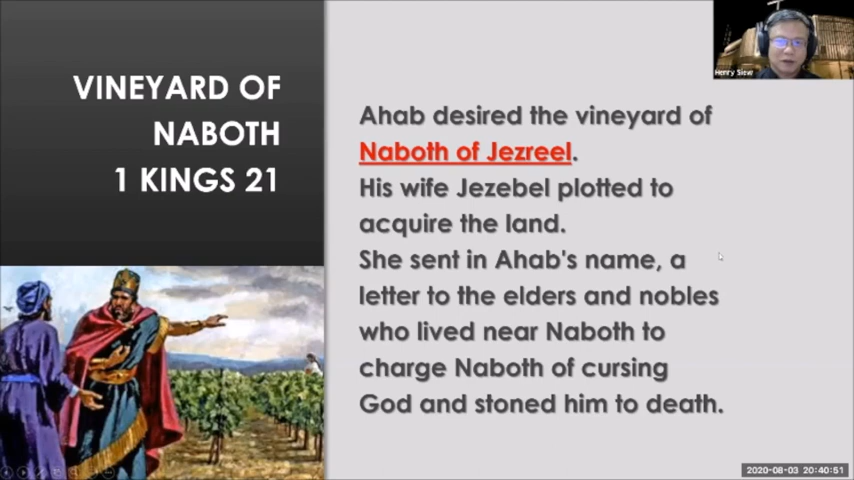 VINEYARD OF
NABOTH
1 KINGS 21
Ahab desired the vineyard of
Naboth of Jezreel.
His wife Jezebel plotted to
acquire the land.
She sent in Ahab's name, a
letter to the elders and nobles
who lived near Naboth to
charge Naboth of cursing
God and stoned him to death.
Henry Siew
2020-08-03 20:40:51